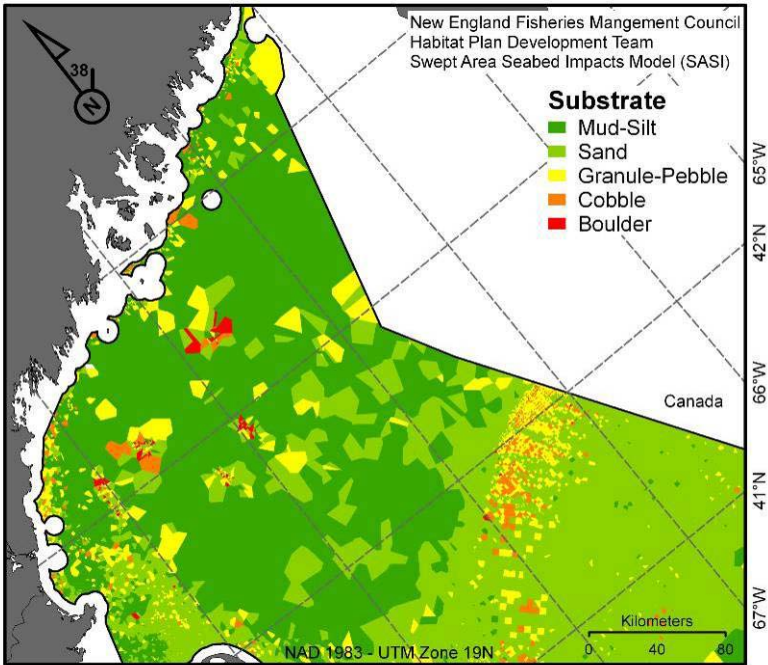 New England Fisheries Mangement Council
Habitat Plan Development Team
Swept Area Seabed Impacts Model (SASI)
38
N
Substrate
Mud-Silt
Sand
Granule-Pebble
Cobble
Boulder
65°W
42°N
66°W
Canada
41°N
67°W
Kilometers
0 40 80
NAD 1983 - UTM Zone 19N